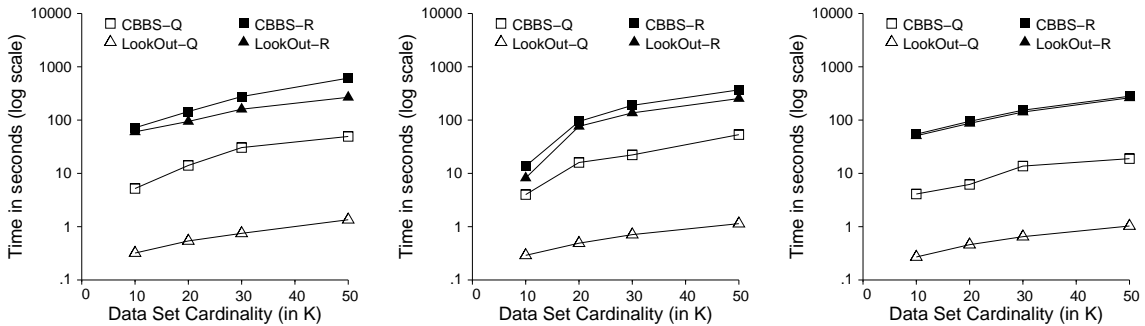 CBBS−Q CBBS−R
LookOut−Q LookOut−R
Time in seconds (log scale)
10000
1000
100
10
1
.1
0 10 20 30 40 50
Data Set Cardinality (in K)
CBBS−Q CBBS−R
LookOut−Q LookOut−R
Time in seconds (log scale)
10000
1000
100
10
1
.1
0 10 20 30 40 50
Data Set Cardinality (in K)
CBBS−Q CBBS−R
LookOut−Q LookOut−R
Time in seconds (log scale)
10000
1000
100
10
1
.1
0 10 20 30 40 50
Data Set Cardinality (in K)